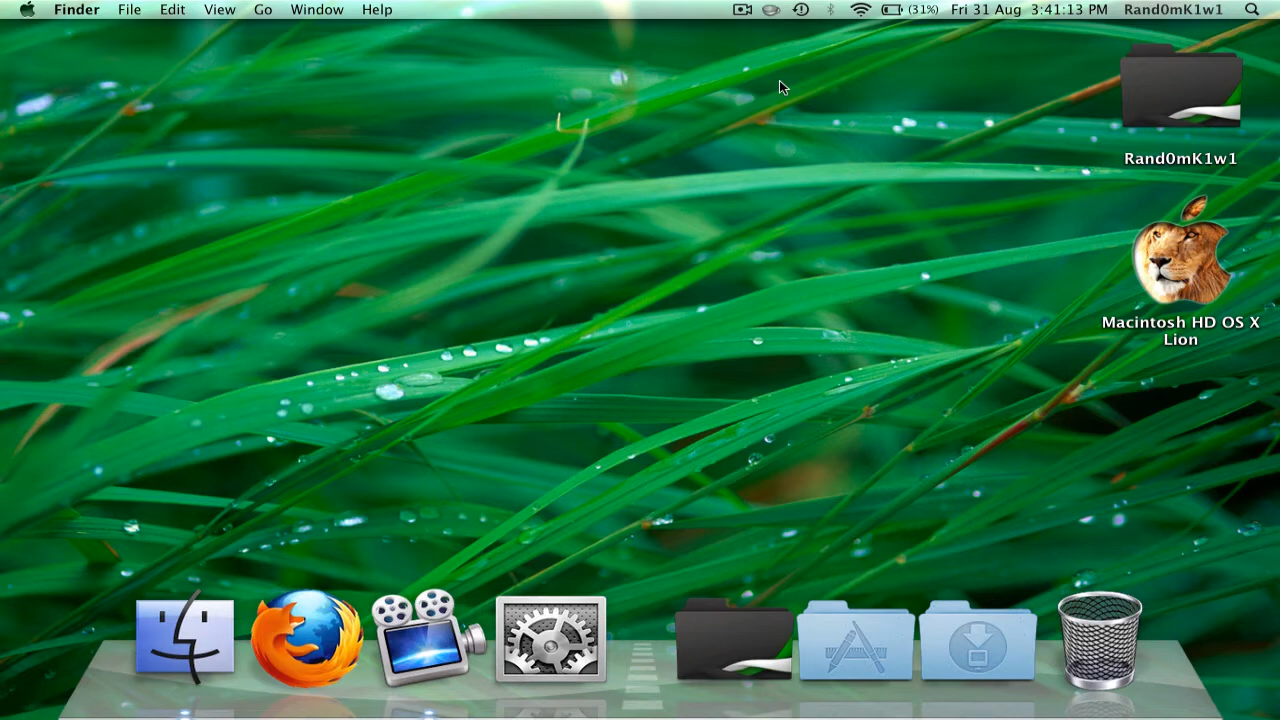 Finder File Edit View Go Window Help (31%) Fri 31 Aug 3:41:13 PM Rand0mK1w1
Rand0mK1w1
Macintosh HD OS X
Lion